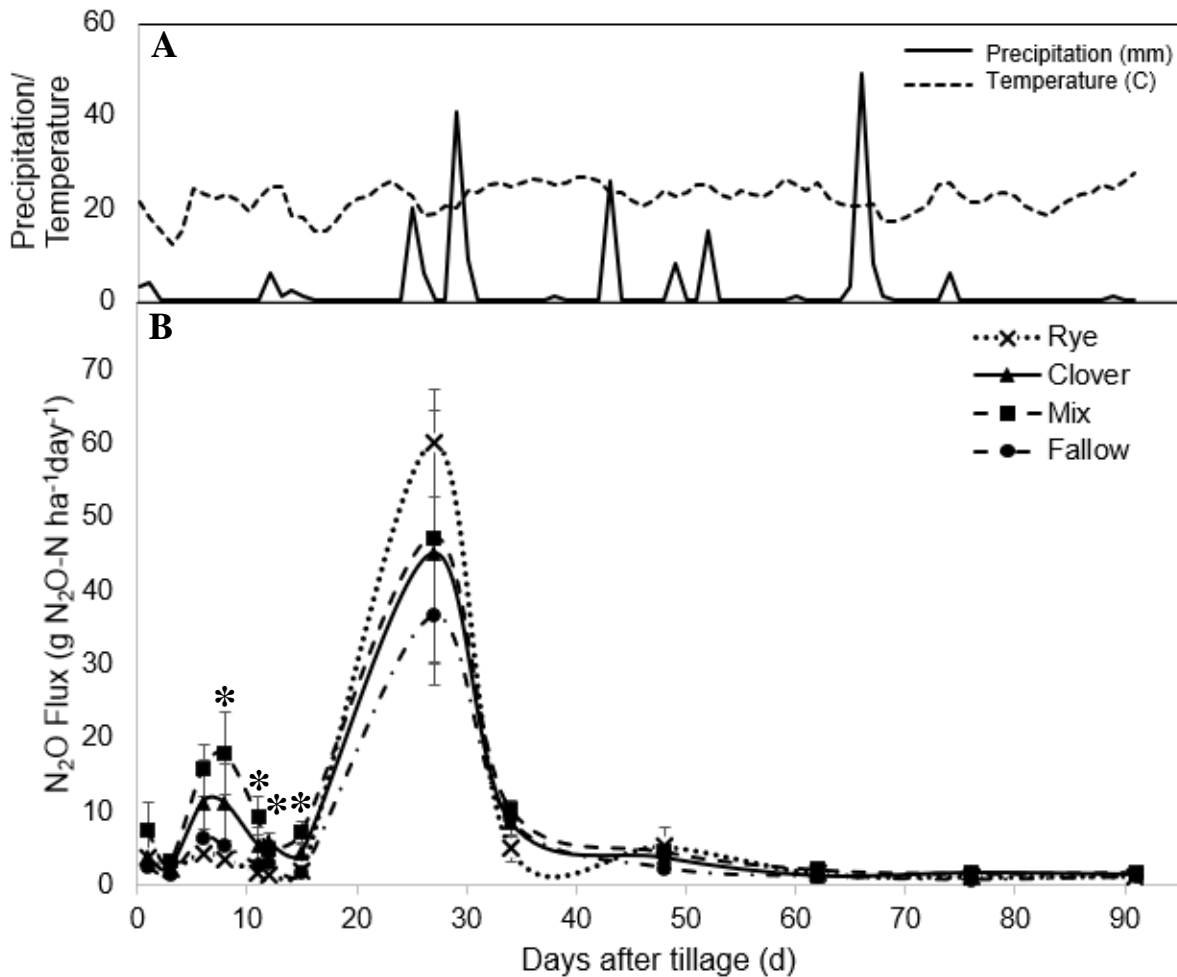 60
A
Precipitation (mm)
Temperature (C)
Precipitation/
Temperature
40
20
0
B
Rye
Clover
Mix
Fallow
N₂O Flux (g N₂O-N ha⁻¹day⁻¹)
70
60
50
40
30
20
10
0
*
*
*
*
0 10 20 30 40 50 60 70 80 90
Days after tillage (d)